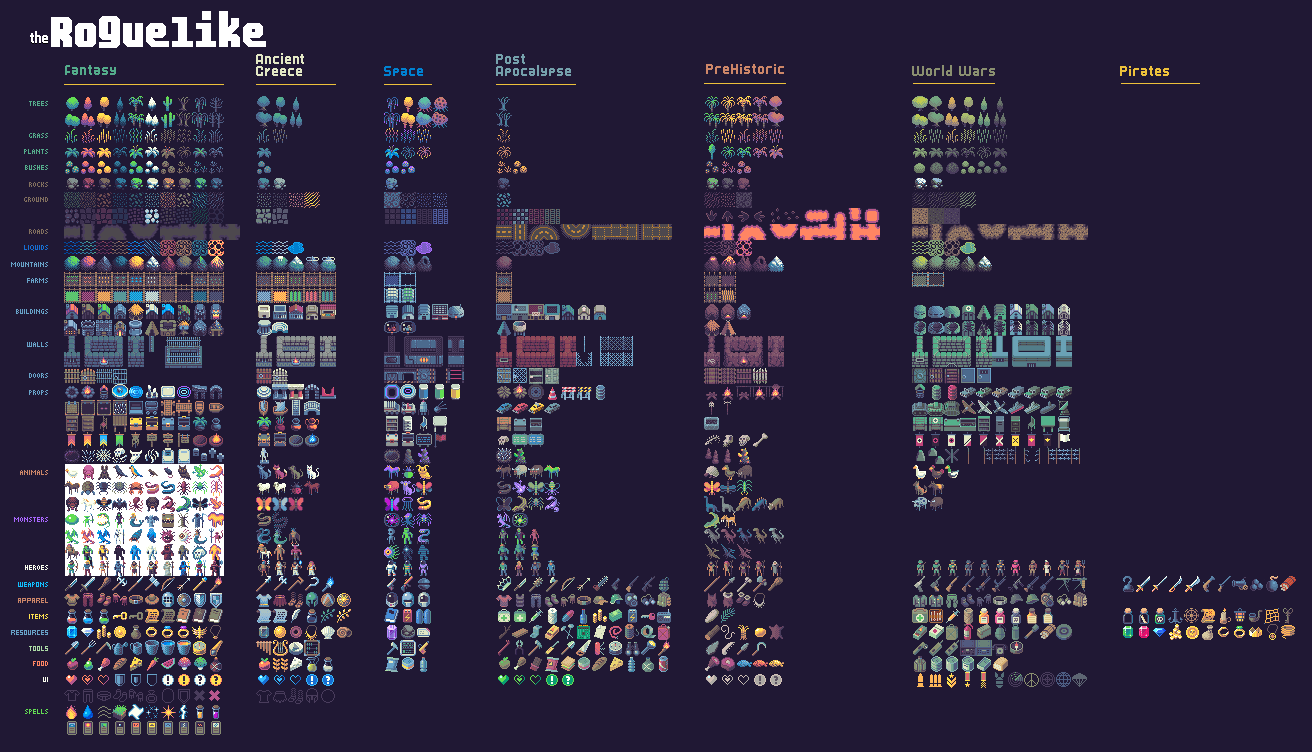 the Roguelike
Fantasy
Ancient
Greece
Space
Post
Apocalypse
PreHistoric
World Wars
Pirates
TREES
GRASS
PLANTS
BUSHES
ROCKS
GROUND
ROADS
LIQUIDS
MOUNTAINS
FARMS
BUILDINGS
WALLS
DOORS
PROPS
ANIMALS
MONSTERS
HEROES
WEAPONS
APPAREL
ITEMS
RESOURCES
TOOLS
FOOD
UI
SPELLS